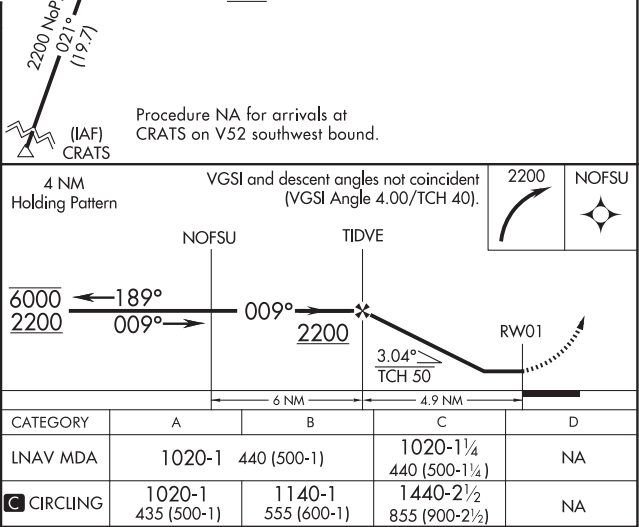 2200 NoP
021°
(19.7)
(IAF)
CRATS
Procedure NA for arrivals at
CRATS on V52 southwest bound.
4 NM
Holding Pattern
VGSI and descent angles not coincident
(VGSI Angle 4.00/TCH 40).
2200
NOFSU
NOFSU
TIDVE
6000
2200
189°
009°
009°
2200
3.04°
TCH 50
RW01
6 NM
4.9 NM
CATEGORY A B C D
LNAV MDA 1020-1 440 (500-1) 1020-1¼ 440 (500-1¼) NA
C CIRCLING 1020-1 435 (500-1) 1140-1 555 (600-1) 1440-2½ 855 (900-2½) NA